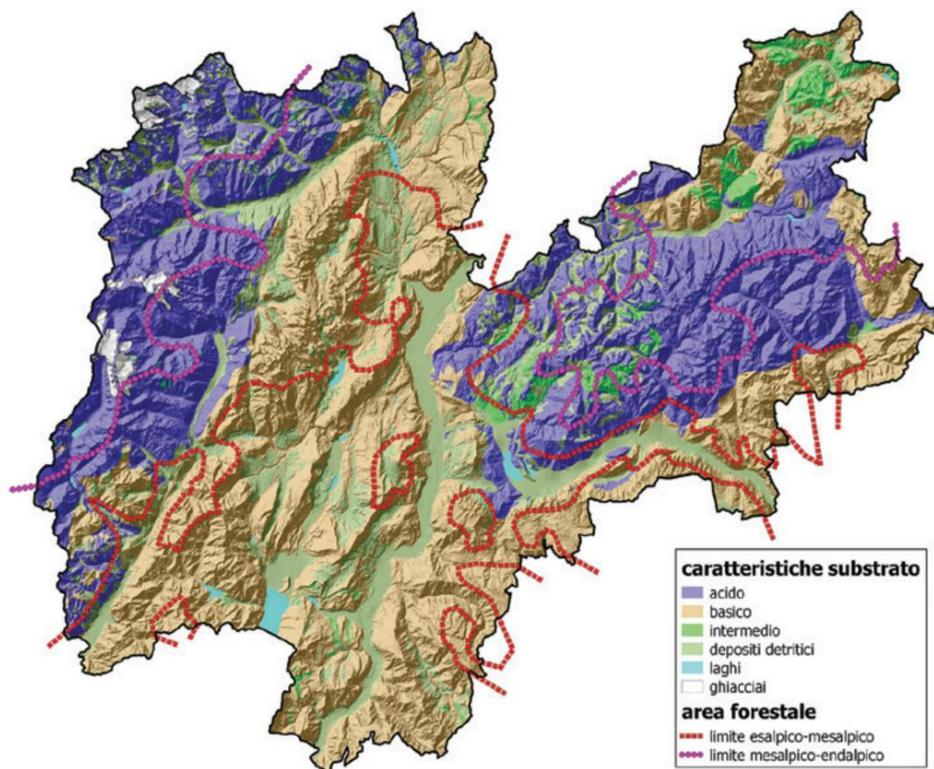 caratteristiche substrato
acido
basico
intermedio
depositi detritici
laghi
ghiacciai
area forestale
limite esalpico-mesalpico
limite mesalpico-endalpico